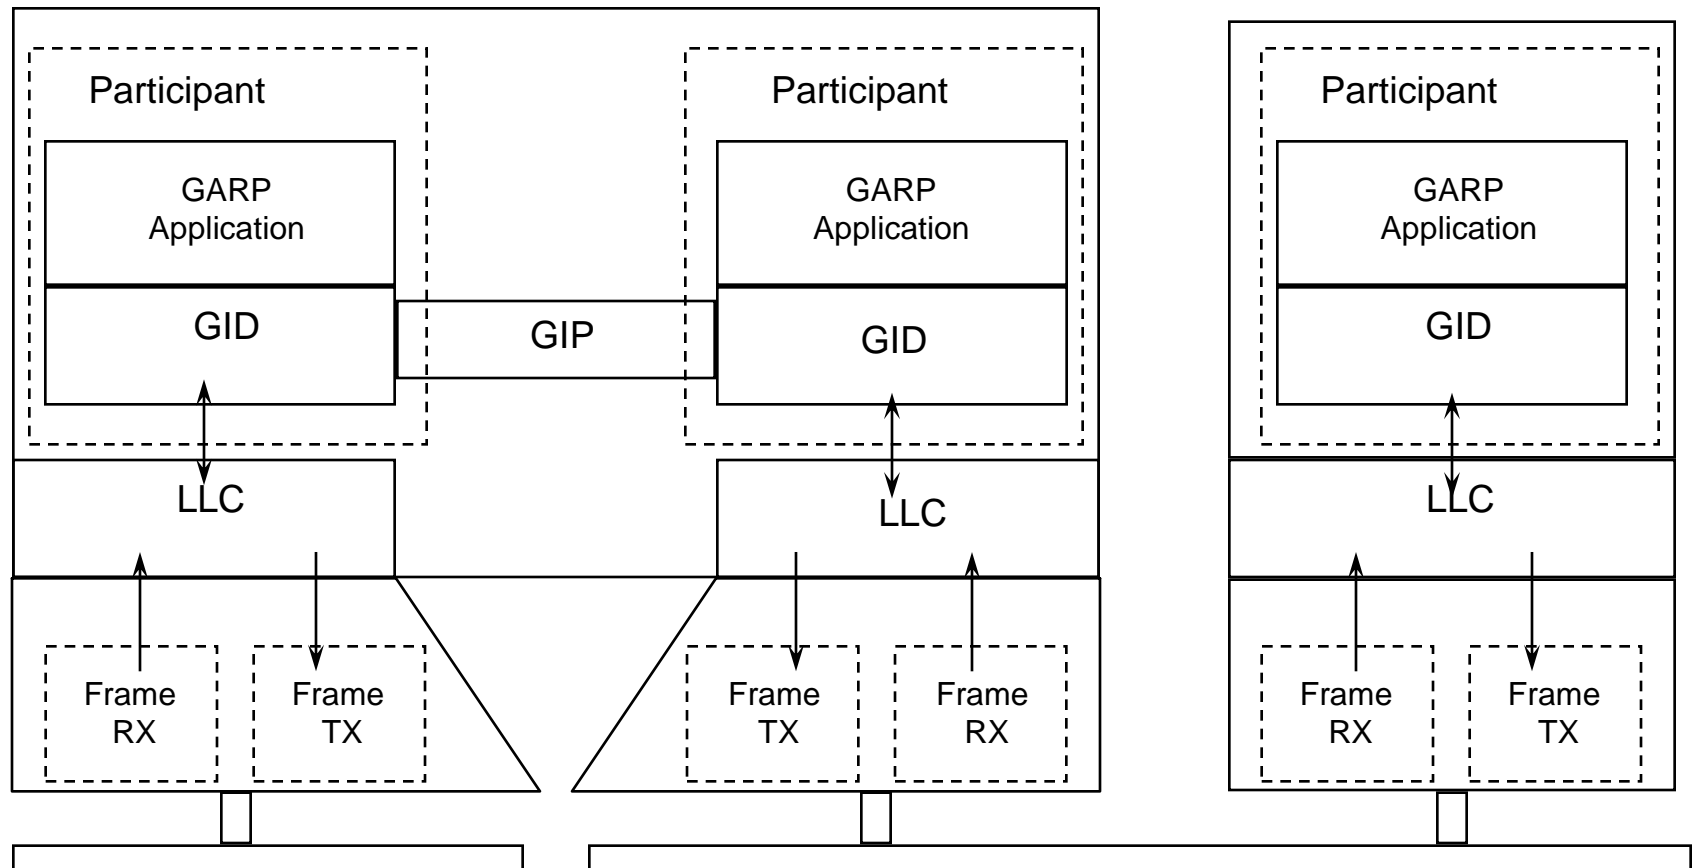 Participant
GARP
Application
GID
LLC
Frame
RX
Frame
TX
GIP
Participant
GARP
Application
GID
LLC
Frame
TX
Frame
RX
Participant
GARP
Application
GID
LLC
Frame
RX
Frame
TX